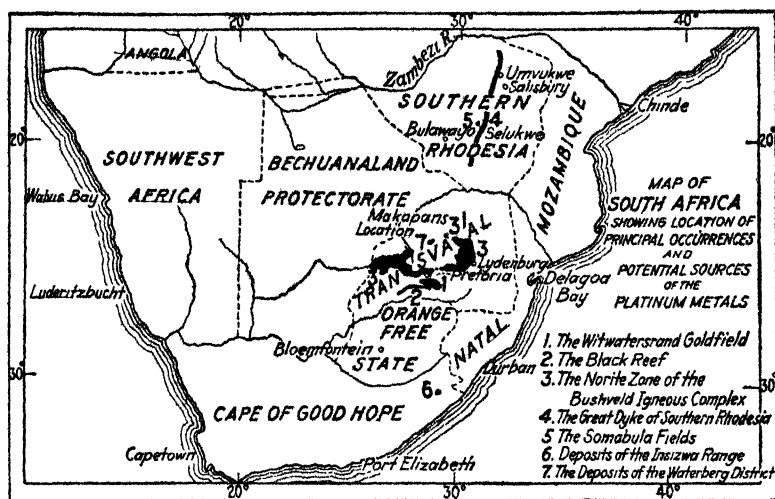 20°
30°
40°
ANGOLA
Zambezi R.
Umvukwe
Salisbury
SOUTHERN
Chinde
5. 4
Bulawayo
Selukwe
20°
20°
RHODESIA
SOUTHWEST
AFRICA
BECHUANALAND
PROTECTORATE
MOZAMBIQUE
Walvis Bay
Makapans
Location
7.
3
3
3
TRANSVAAL
Lydenburg
Pretoria
1
2
Delagoa
Bay
Luderitzbucht
ORANGE
FREE
STATE
Bloemfontein
NATAL
Durban
6.
30°
30°
CAPE OF GOOD HOPE
Capetown
Port Elizabeth
MAP OF
SOUTH AFRICA
SHOWING LOCATION OF
PRINCIPAL OCCURRENCES
AND
POTENTIAL SOURCES
OF THE
PLATINUM METALS
1. The Witwatersrand Goldfield
2. The Black Reef
3. The Norite Zone of the
Bushveld Igneous Complex
4. The Great Dyke of Southern Rhodesia
5 The Somabula Fields
6. Deposits of the Insizwa Range
7. The Deposits of the Waterberg District
20°
30°
40°